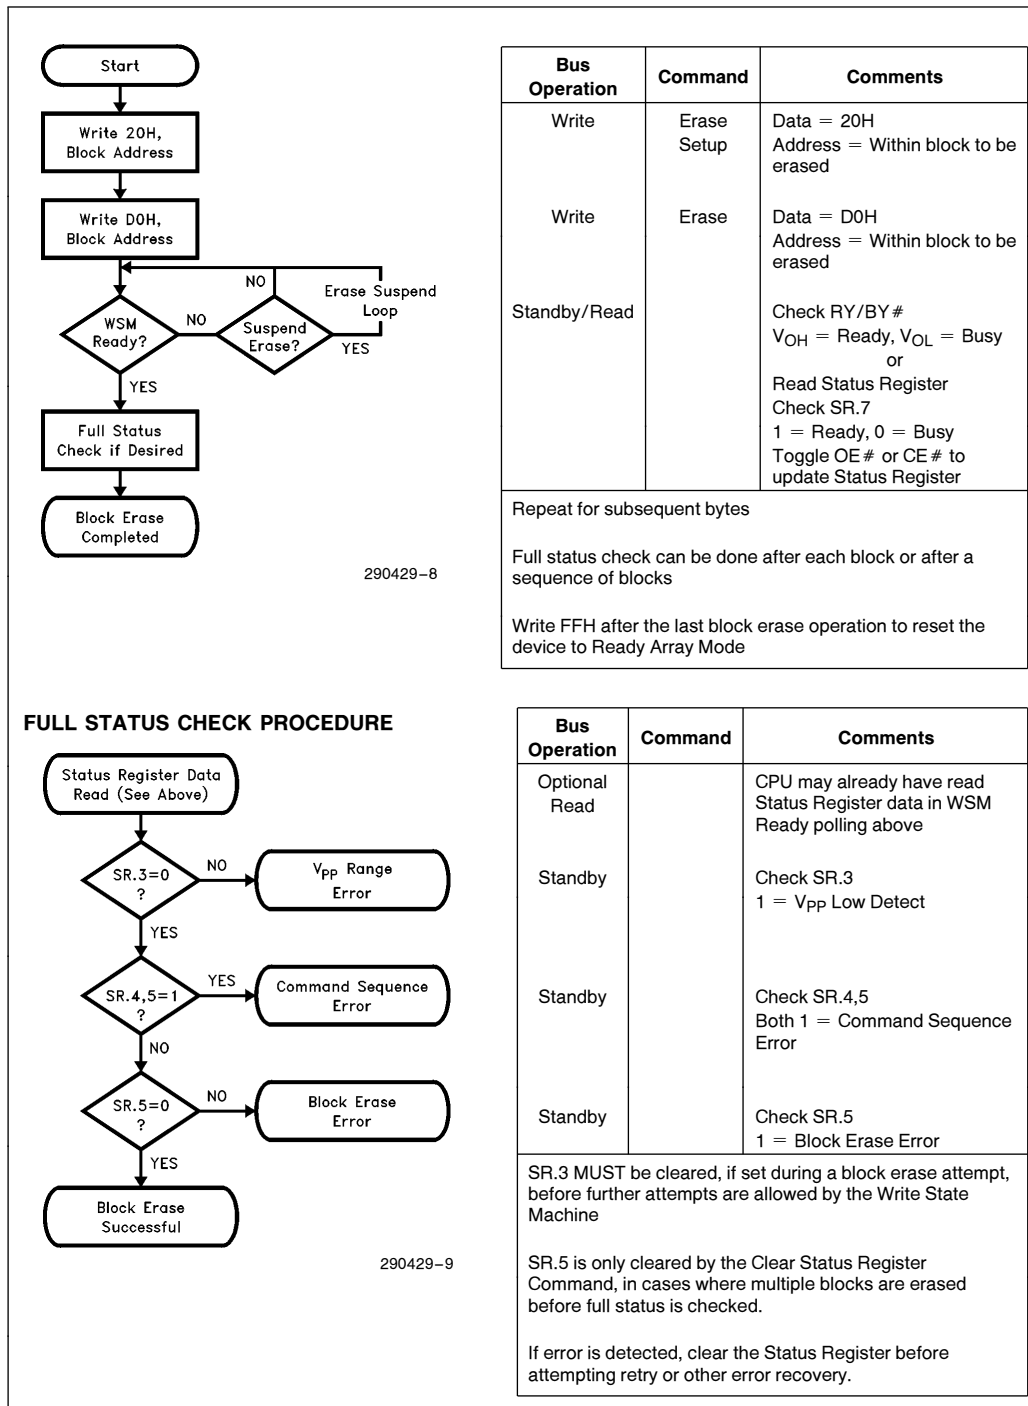 Start
Write 20H,
Block Address
Write D0H,
Block Address
NO
Erase Suspend
Loop
WSM
Ready?
NO
Suspend
Erase?
YES
YES
Full Status
Check if Desired
Block Erase
Completed
290429-8
Bus
Operation
Command
Comments
Write
Erase
Setup
Data = 20H
Address = Within block to be
erased
Write
Erase
Data = D0H
Address = Within block to be
erased
Standby/Read
Check RY/BY#
VOH = Ready, VOL = Busy
or
Read Status Register
Check SR.7
1 = Ready, 0 = Busy
Toggle OE# or CE# to
update Status Register
Repeat for subsequent bytes
Full status check can be done after each block or after a
sequence of blocks
Write FFH after the last block erase operation to reset the
device to Ready Array Mode
FULL STATUS CHECK PROCEDURE
Status Register Data
Read (See Above)
SR.3=0
?
NO
VPP Range
Error
YES
SR.4,5=1
?
YES
Command Sequence
Error
NO
SR.5=0
?
NO
Block Erase
Error
YES
Block Erase
Successful
290429-9
Bus
Operation
Command
Comments
Optional
Read
CPU may already have read
Status Register data in WSM
Ready polling above
Standby
Check SR.3
1 = VPP Low Detect
Standby
Check SR.4,5
Both 1 = Command Sequence
Error
Standby
Check SR.5
1 = Block Erase Error
SR.3 MUST be cleared, if set during a block erase attempt,
before further attempts are allowed by the Write State
Machine
SR.5 is only cleared by the Clear Status Register
Command, in cases where multiple blocks are erased
before full status is checked.
If error is detected, clear the Status Register before
attempting retry or other error recovery.